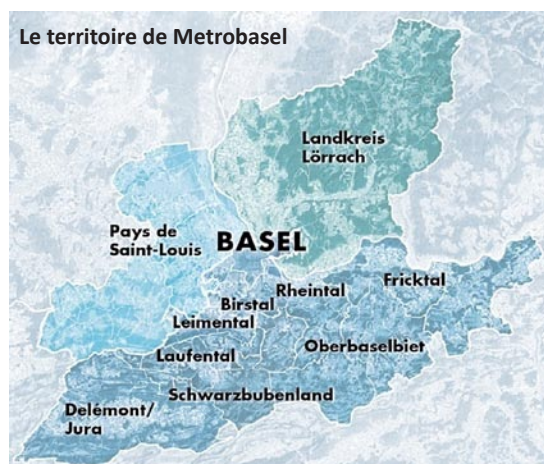 Le territoire de Metrobasel
Landkreis
Lörrach
Pays de
Saint-Louis
BASEL
Fricktal
Rheintal
Birstal
Leimental
Oberbaselbiet
Laufental
Schwarzbubenland
Delémont/
Jura